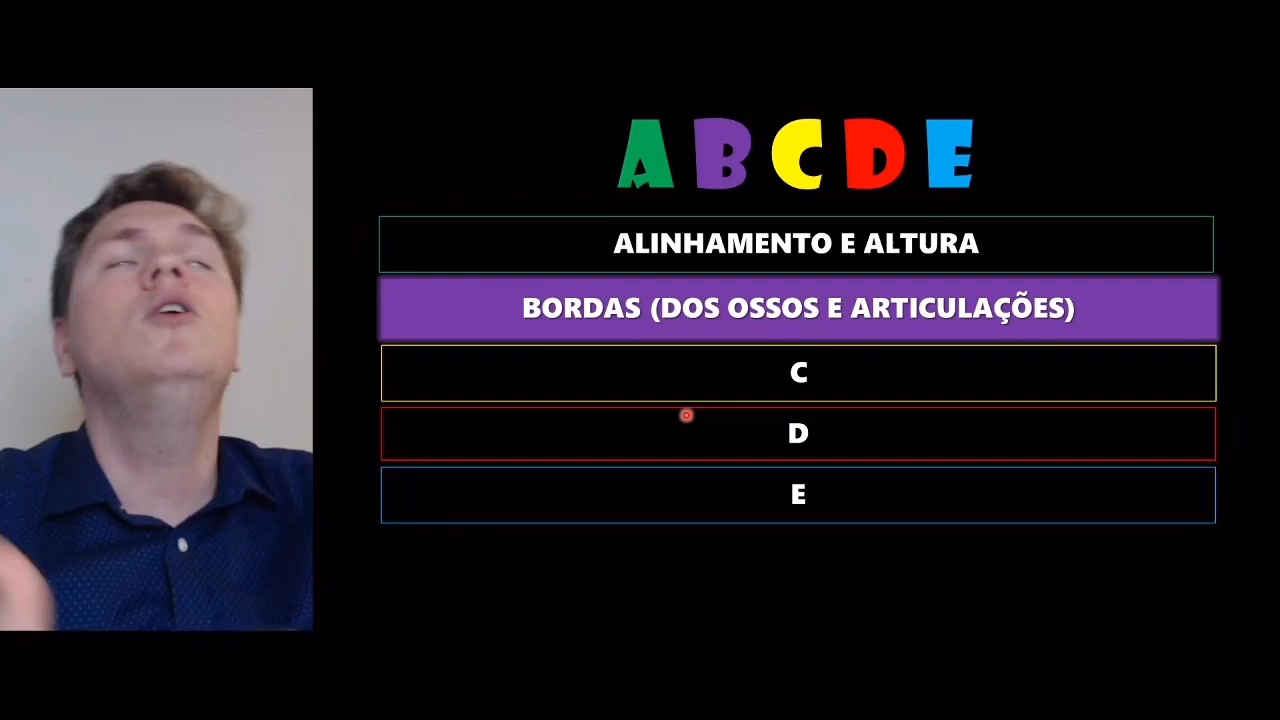 ABCDE
ALINHAMENTO E ALTURA
BORDAS (DOS OSSOS E ARTICULAÇÕES)
C
D
E